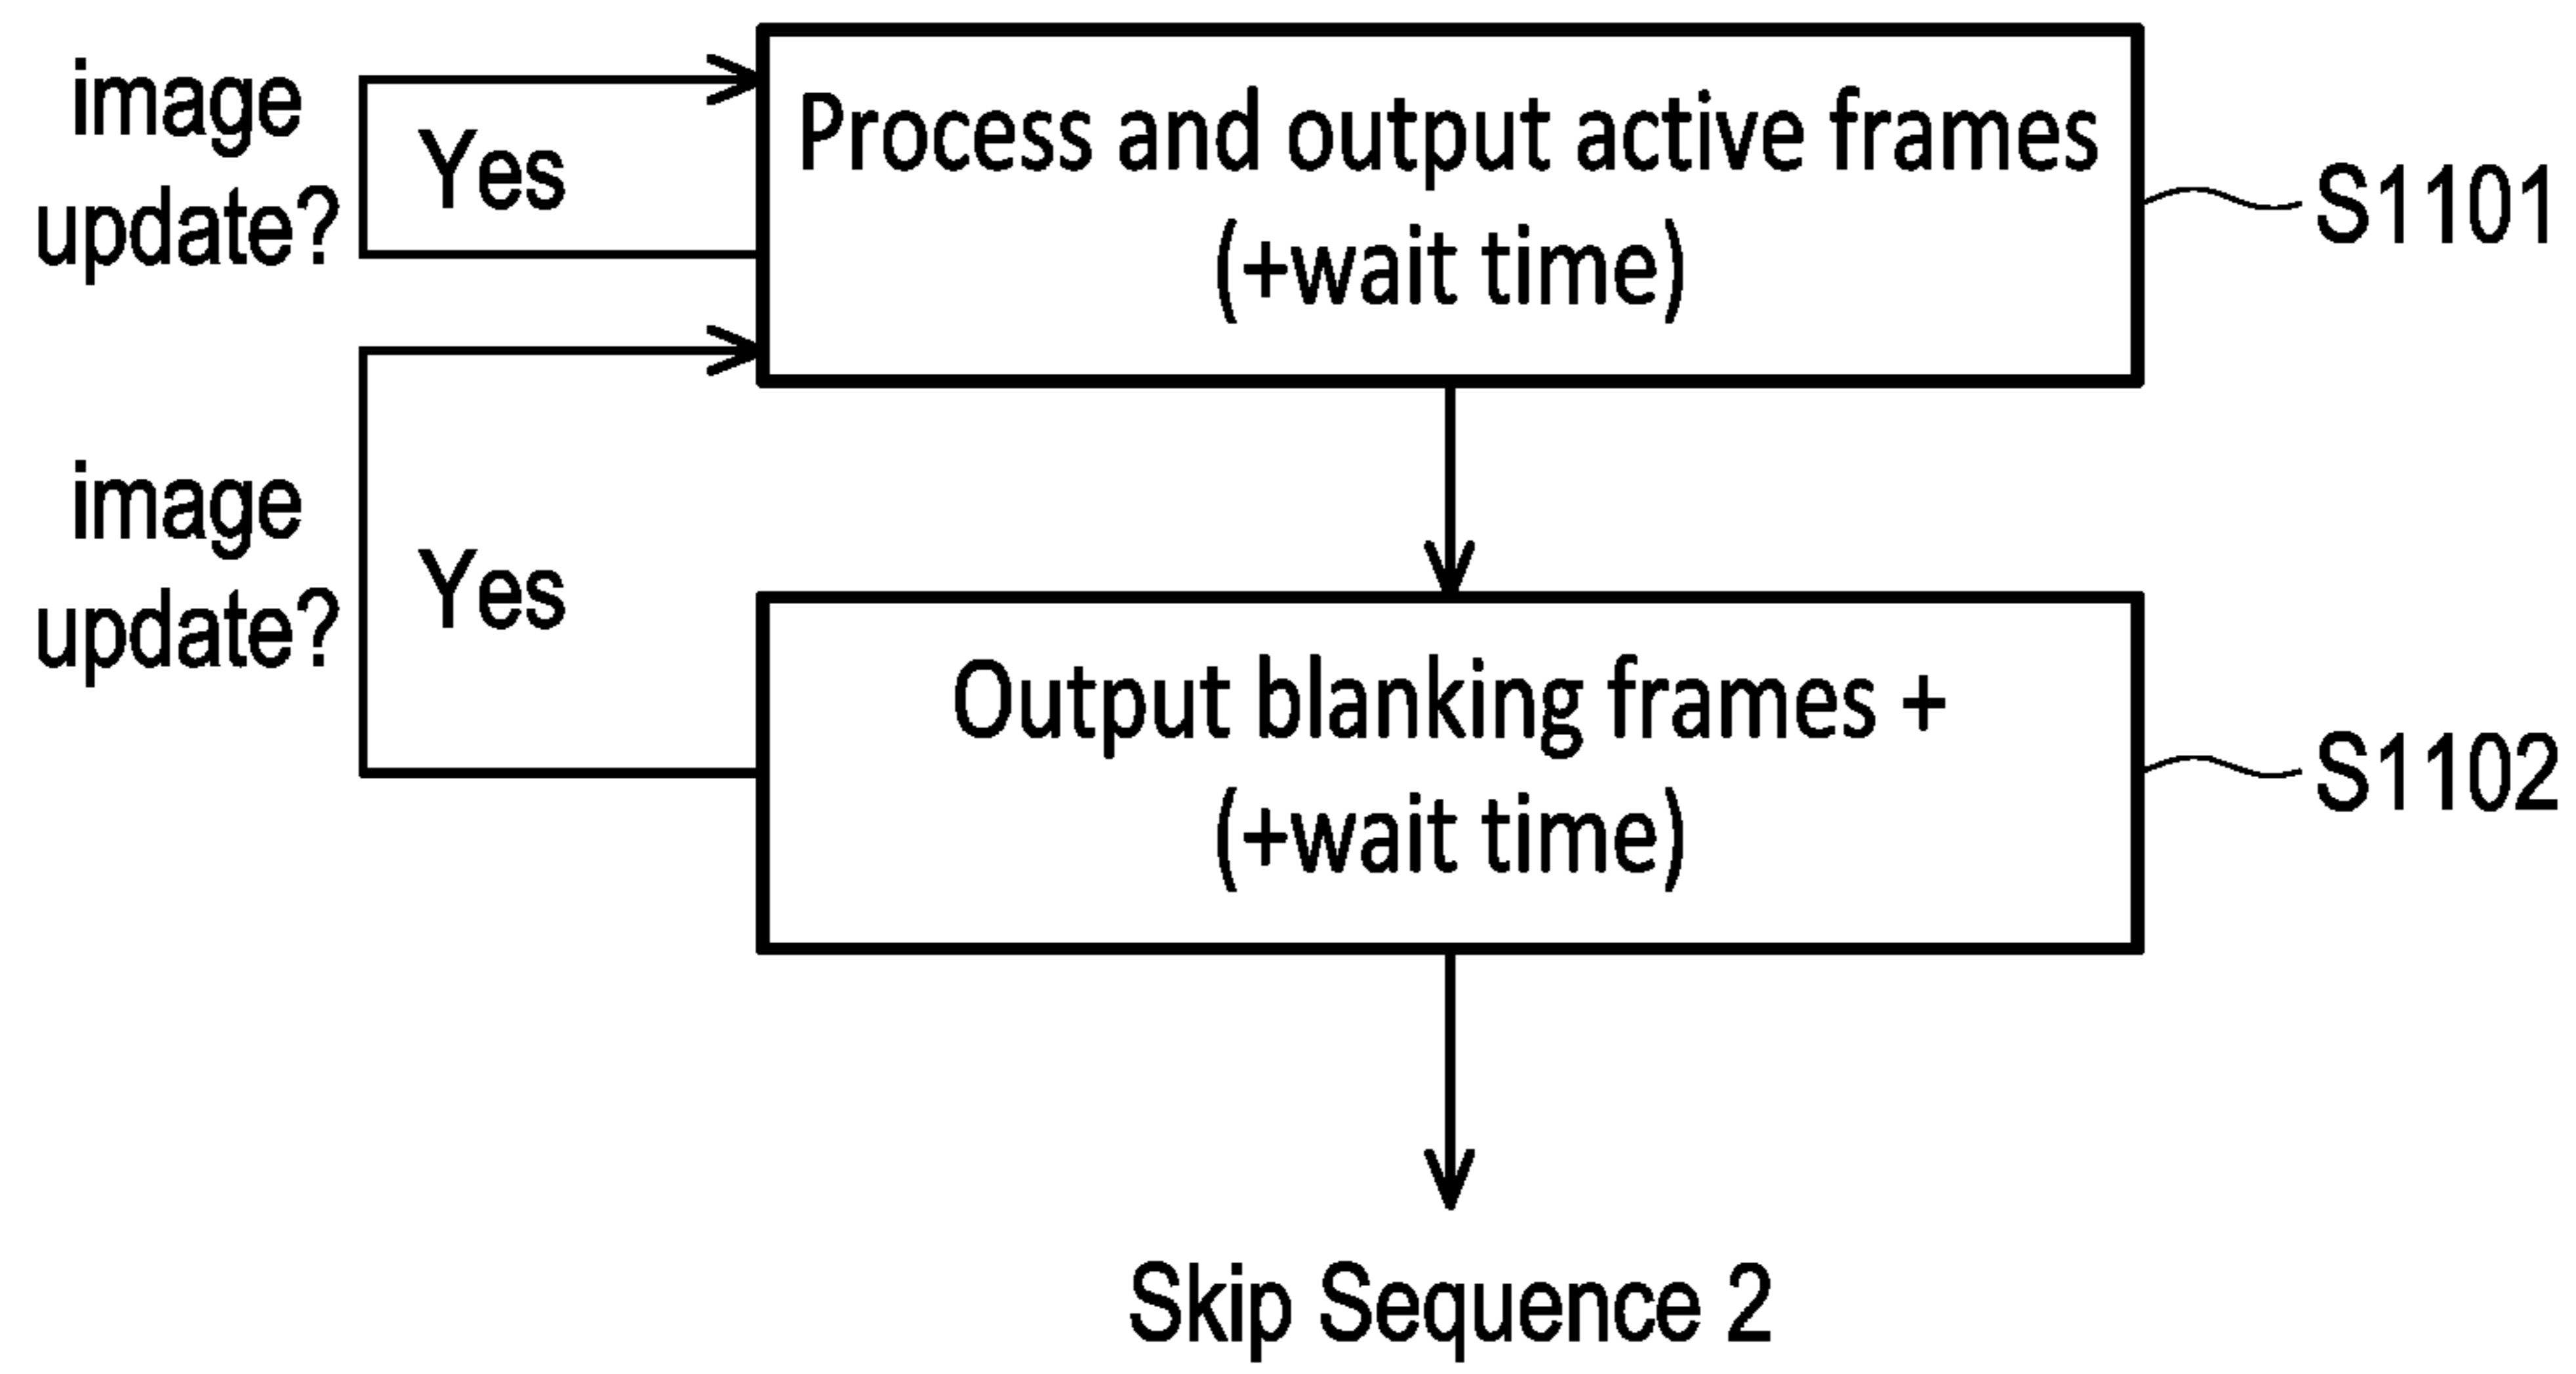 image
update?
Yes
Process and output active frames
(+wait time)
S1101
image
update?
Yes
Output blanking frames +
(+wait time)
S1102
Skip Sequence 2